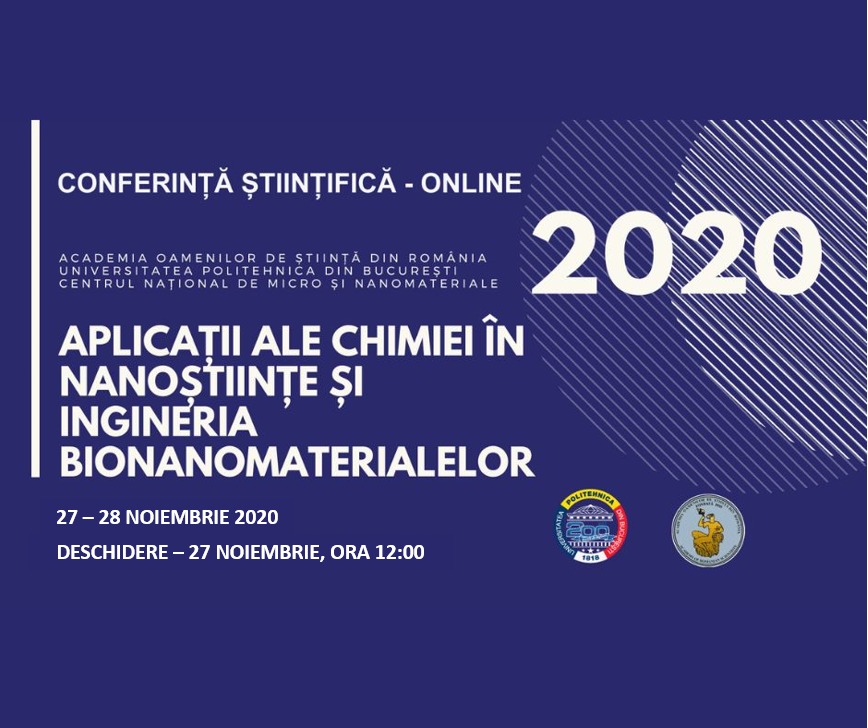 CONFERINȚĂ ȘTIINȚIFICĂ - ONLINE
2020
ACADEMIA OAMENILOR DE ȘTIINȚĂ DIN ROMÂNIA
UNIVERSITATEA POLITEHNICA DIN BUCUREȘTI
CENTRUL NAȚIONAL DE MICRO ȘI NANOMATERIALE
APLICAȚII ALE CHIMIEI ÎN
NANOȘTIINȚE ȘI
INGINERIA
BIONANOMATERIALELOR
27 – 28 NOIEMBRIE 2020
DESCHIDERE – 27 NOIEMBRIE, ORA 12:00
UNIVERSITATEA POLITEHNICA DIN BUCUREȘTI
200
1818